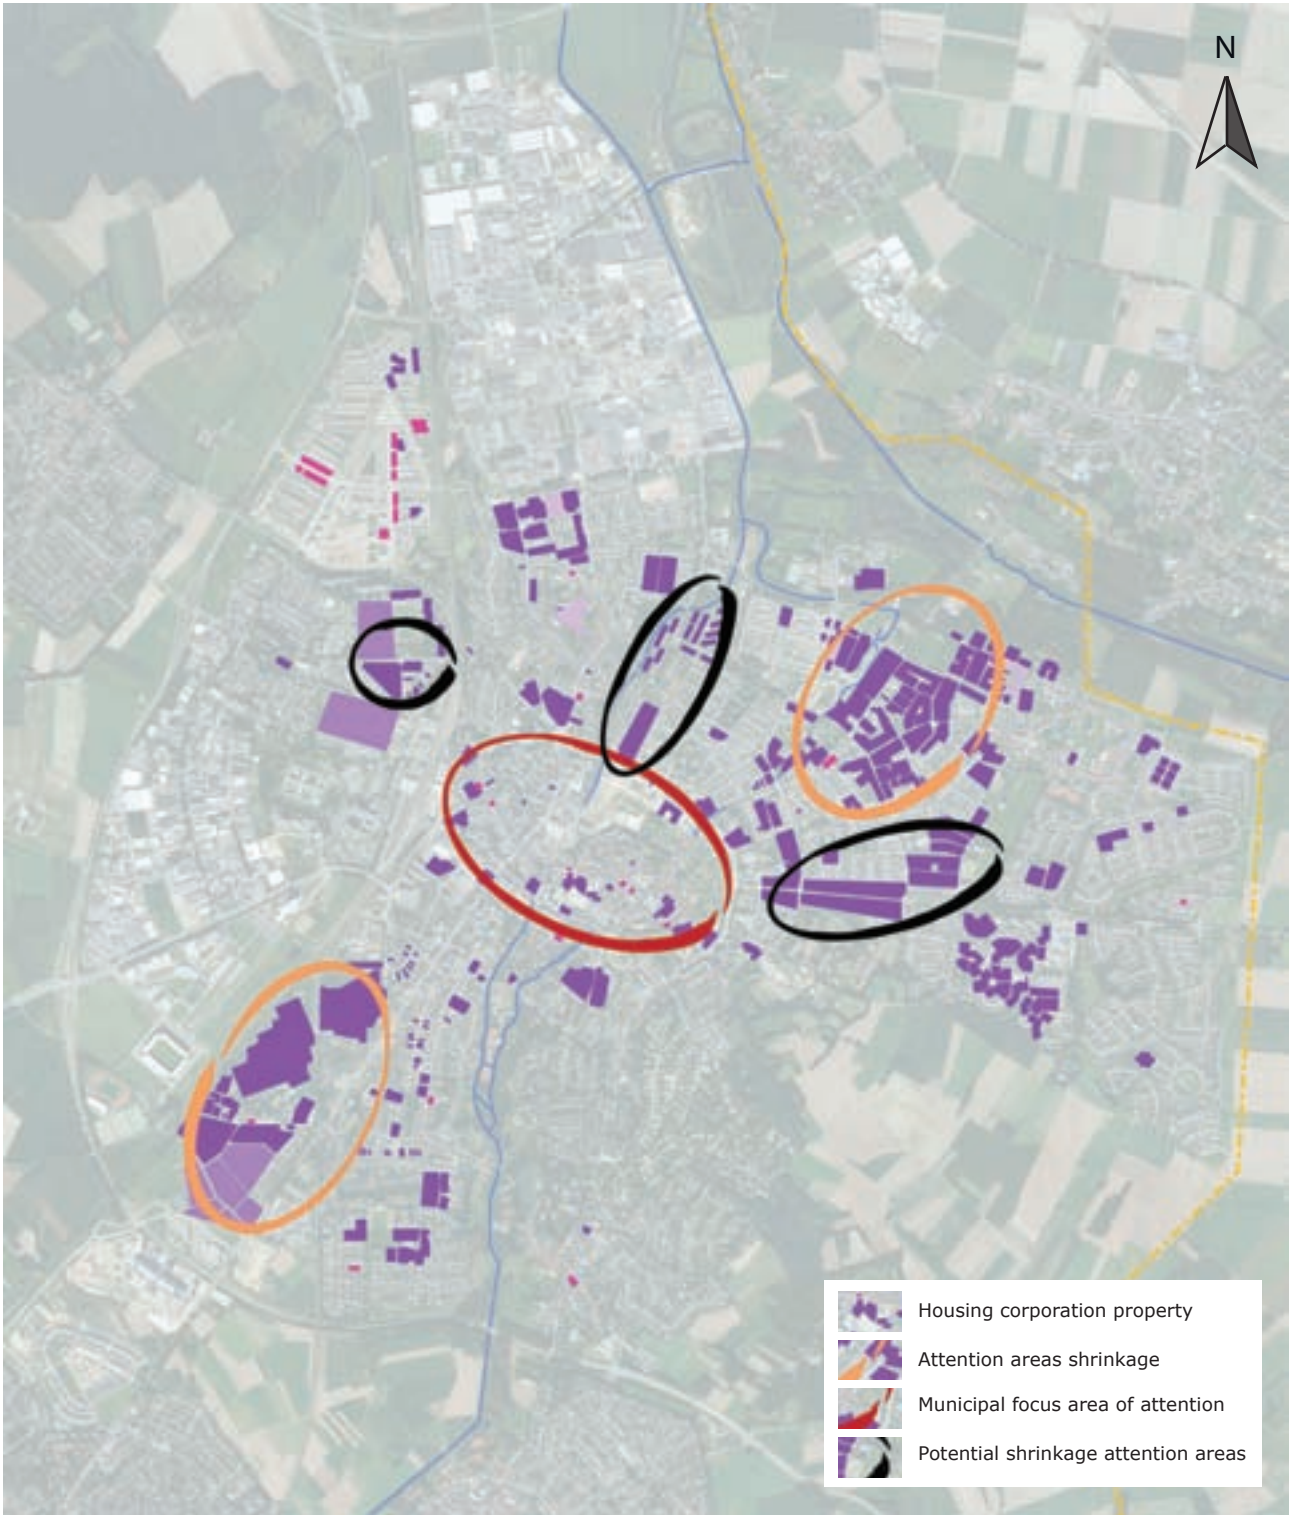 N
Housing corporation property
Attention areas shrinkage
Municipal focus area of attention
Potential shrinkage attention areas